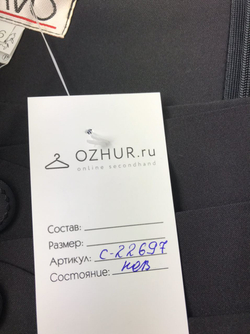 OZHUR.ru
online secondhand
Состав:
Размер:
Артикул: С-22697
Состояние: нов